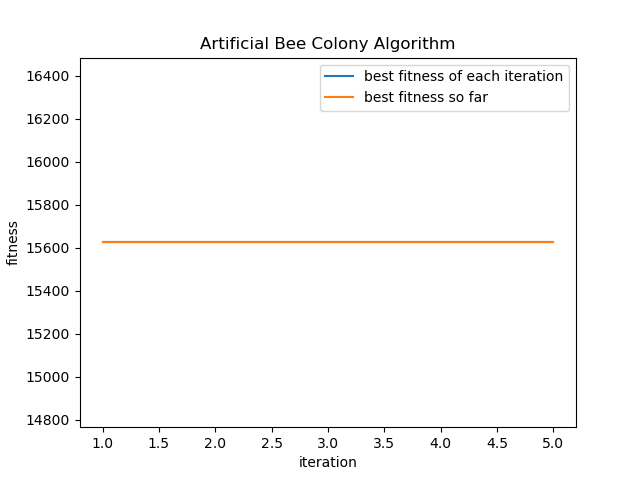 Artificial Bee Colony Algorithm
best fitness of each iteration
best fitness so far
16400
16200
16000
15800
15600
15400
15200
15000
14800
fitness
1.0 1.5 2.0 2.5 3.0 3.5 4.0 4.5 5.0
iteration